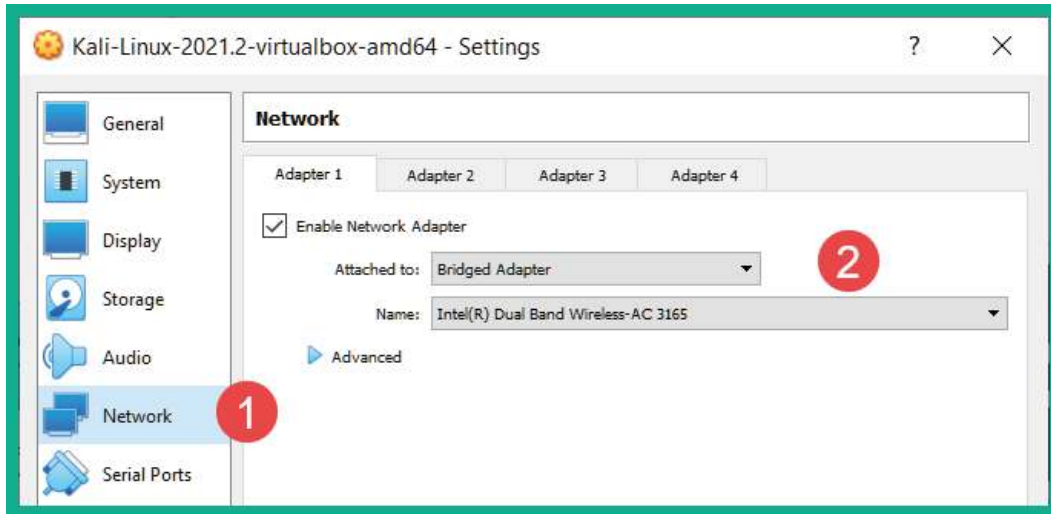 Kali-Linux-2021.2-virtualbox-amd64 - Settings ? ×
General
System
Display
Storage
Audio
Network
1
Serial Ports
Network
Adapter 1 Adapter 2 Adapter 3 Adapter 4
Enable Network Adapter
Attached to: Bridged Adapter
2
Name: Intel(R) Dual Band Wireless-AC 3165
Advanced